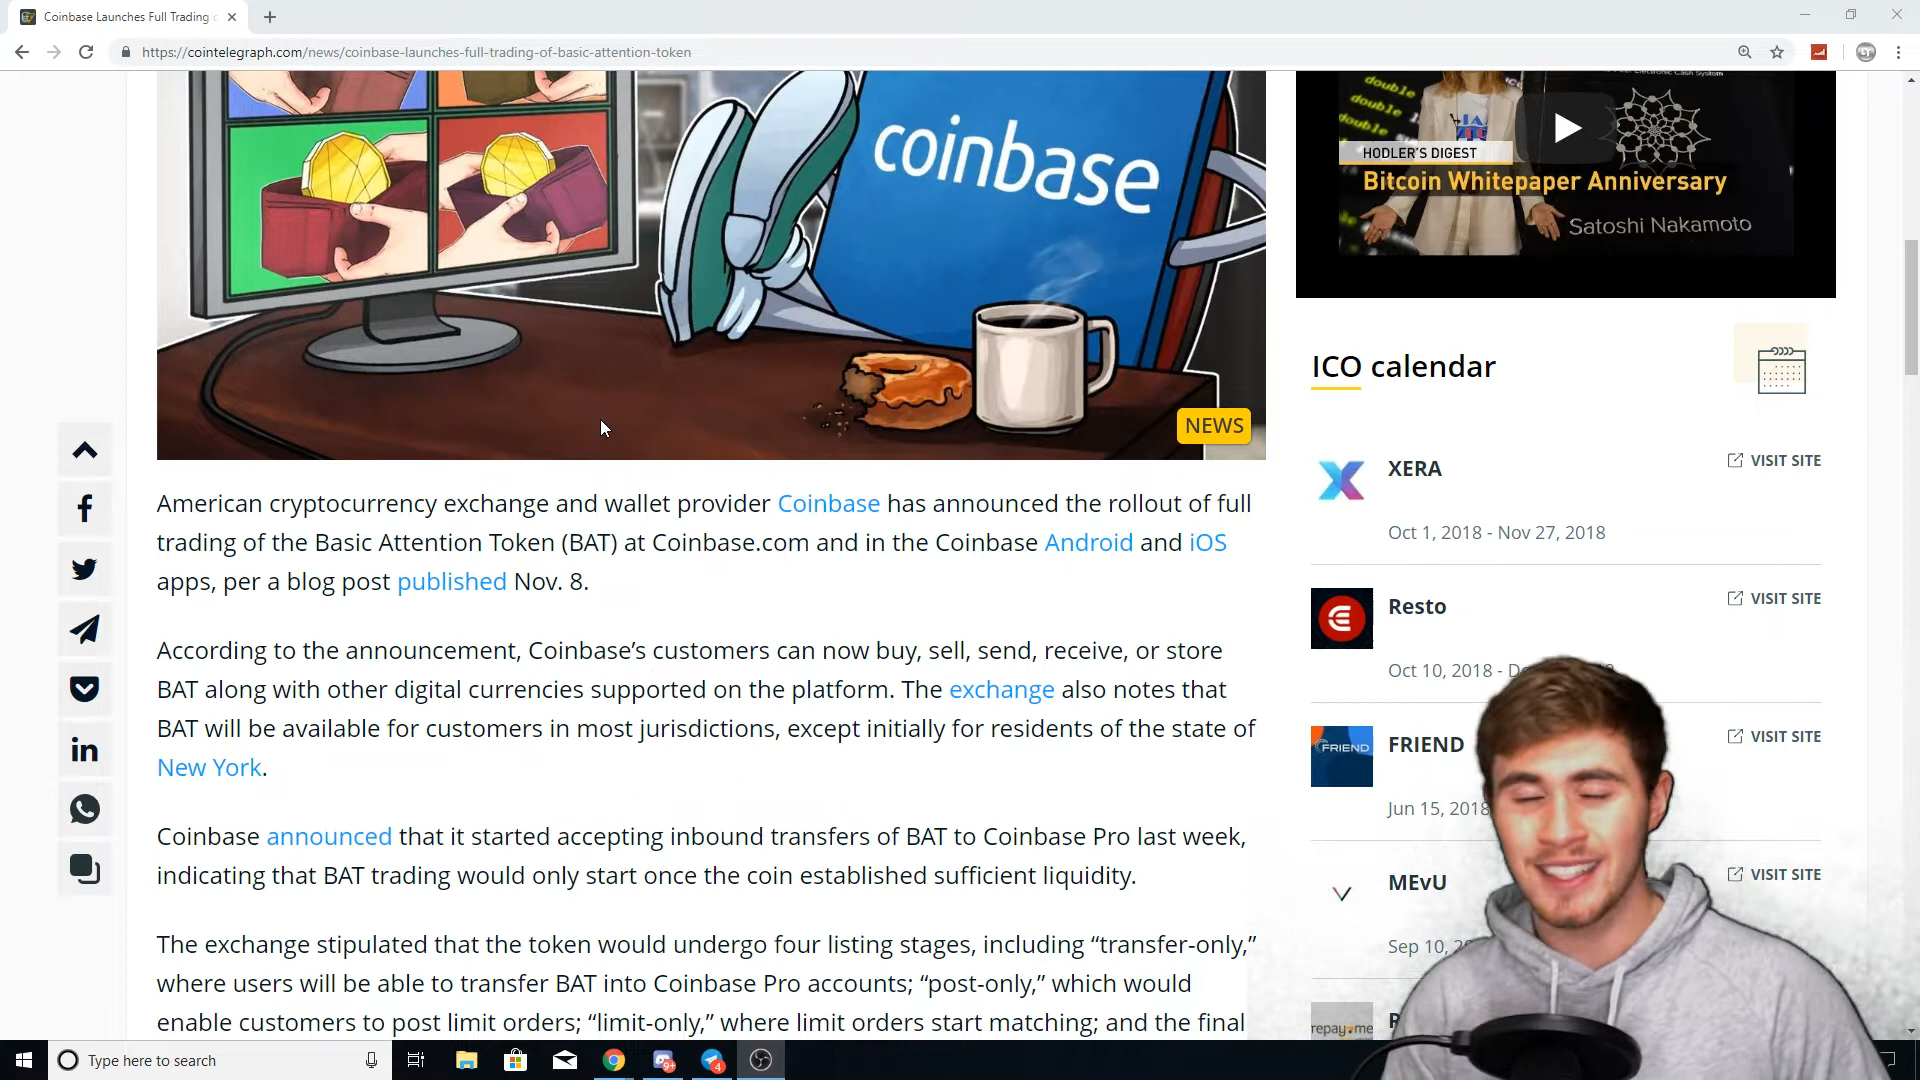 Coinbase Launches Full Trading
https://cointelegraph.com/news/coinbase-launches-full-trading-of-basic-attention-token
coinbase
NEWS
American cryptocurrency exchange and wallet provider Coinbase has announced the rollout of full
trading of the Basic Attention Token (BAT) at Coinbase.com and in the Coinbase Android and iOS
apps, per a blog post published Nov. 8.
According to the announcement, Coinbase’s customers can now buy, sell, send, receive, or store
BAT along with other digital currencies supported on the platform. The exchange also notes that
BAT will be available for customers in most jurisdictions, except initially for residents of the state of
New York.
Coinbase announced that it started accepting inbound transfers of BAT to Coinbase Pro last week,
indicating that BAT trading would only start once the coin established sufficient liquidity.
The exchange stipulated that the token would undergo four listing stages, including “transfer-only,”
where users will be able to transfer BAT into Coinbase Pro accounts; “post-only,” which would
enable customers to post limit orders; “limit-only,” where limit orders start matching; and the final
double
double
double
HODLER'S DIGEST
Bitcoin Whitepaper Anniversary
Satoshi Nakamoto
ICO calendar
XERA
VISIT SITE
Oct 1, 2018 - Nov 27, 2018
Resto
VISIT SITE
Oct 10, 2018 -
FRIEND
FRIEND
VISIT SITE
Jun 15, 2018
MEvU
VISIT SITE
Sep 10,
repay me
Type here to search
9+
4